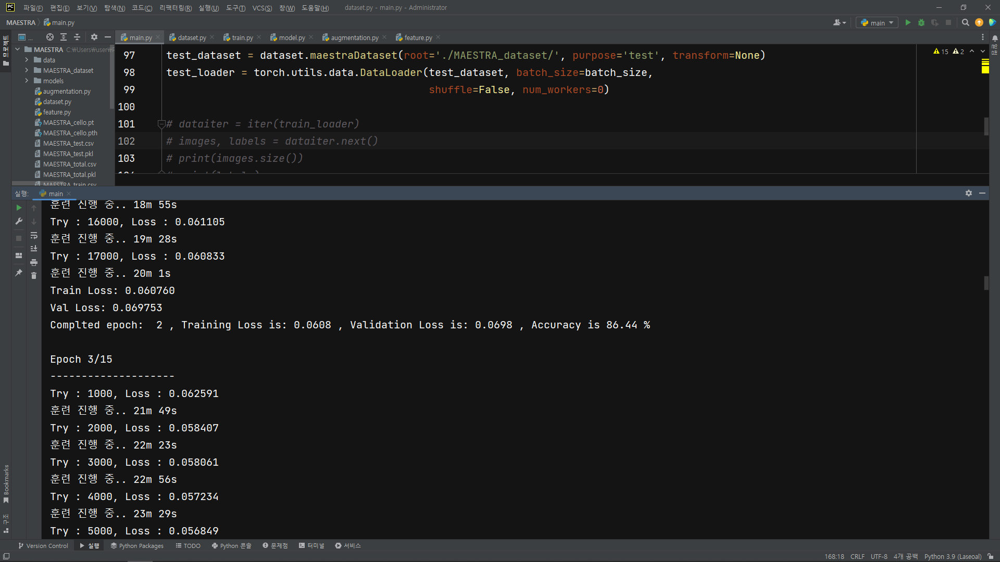 파일(F) 편집(E) 보기(V) 탐색(N) 코드(C) 리팩터링(R) 실행(U) 도구(T) VCS(S) 창(W) 도움말(H) dataset.py - main.py - Administrator
MAESTRA main.py
main
프로젝트
알림
...
main.py dataset.py train.py model.py augmentation.py feature.py
MAESTRA C:₩Users₩user₩
data
MAESTRA_dataset
models
augmentation.py
dataset.py
feature.py
MAESTRA_cello.pt
MAESTRA_cello.pth
MAESTRA_test.csv
MAESTRA_test.pkl
MAESTRA_total.csv
MAESTRA_total.pkl
MAESTRA_train.csv
15 2
97 test_dataset = dataset.maestraDataset(root='./MAESTRA_dataset/', purpose='test', transform=None)
98 test_loader = torch.utils.data.DataLoader(test_dataset, batch_size=batch_size,
99 shuffle=False, num_workers=0)
100
101 # dataiter = iter(train_loader)
102 # images, labels = dataiter.next()
103 # print(images.size())
실행: main
훈련 진행 중.. 18m 55s
Try : 16000, Loss : 0.061105
훈련 진행 중.. 19m 28s
Try : 17000, Loss : 0.060833
훈련 진행 중.. 20m 1s
Train Loss: 0.060760
Val Loss: 0.069753
Complted epoch:  2 , Training Loss is: 0.0608 , Validation Loss is: 0.0698 , Accuracy is 86.44 %
Epoch 3/15
--------------------
Try : 1000, Loss : 0.062591
훈련 진행 중.. 21m 49s
Try : 2000, Loss : 0.058407
훈련 진행 중.. 22m 23s
Try : 3000, Loss : 0.058061
훈련 진행 중.. 22m 56s
Try : 4000, Loss : 0.057234
훈련 진행 중.. 23m 29s
Try : 5000, Loss : 0.056849
Bookmarks
구조
Version Control 실행 Python Packages TODO Python 콘솔 문제점 터미널 서비스
168:18 CRLF UTF-8 4개 공백 Python 3.9 (Laseoal)